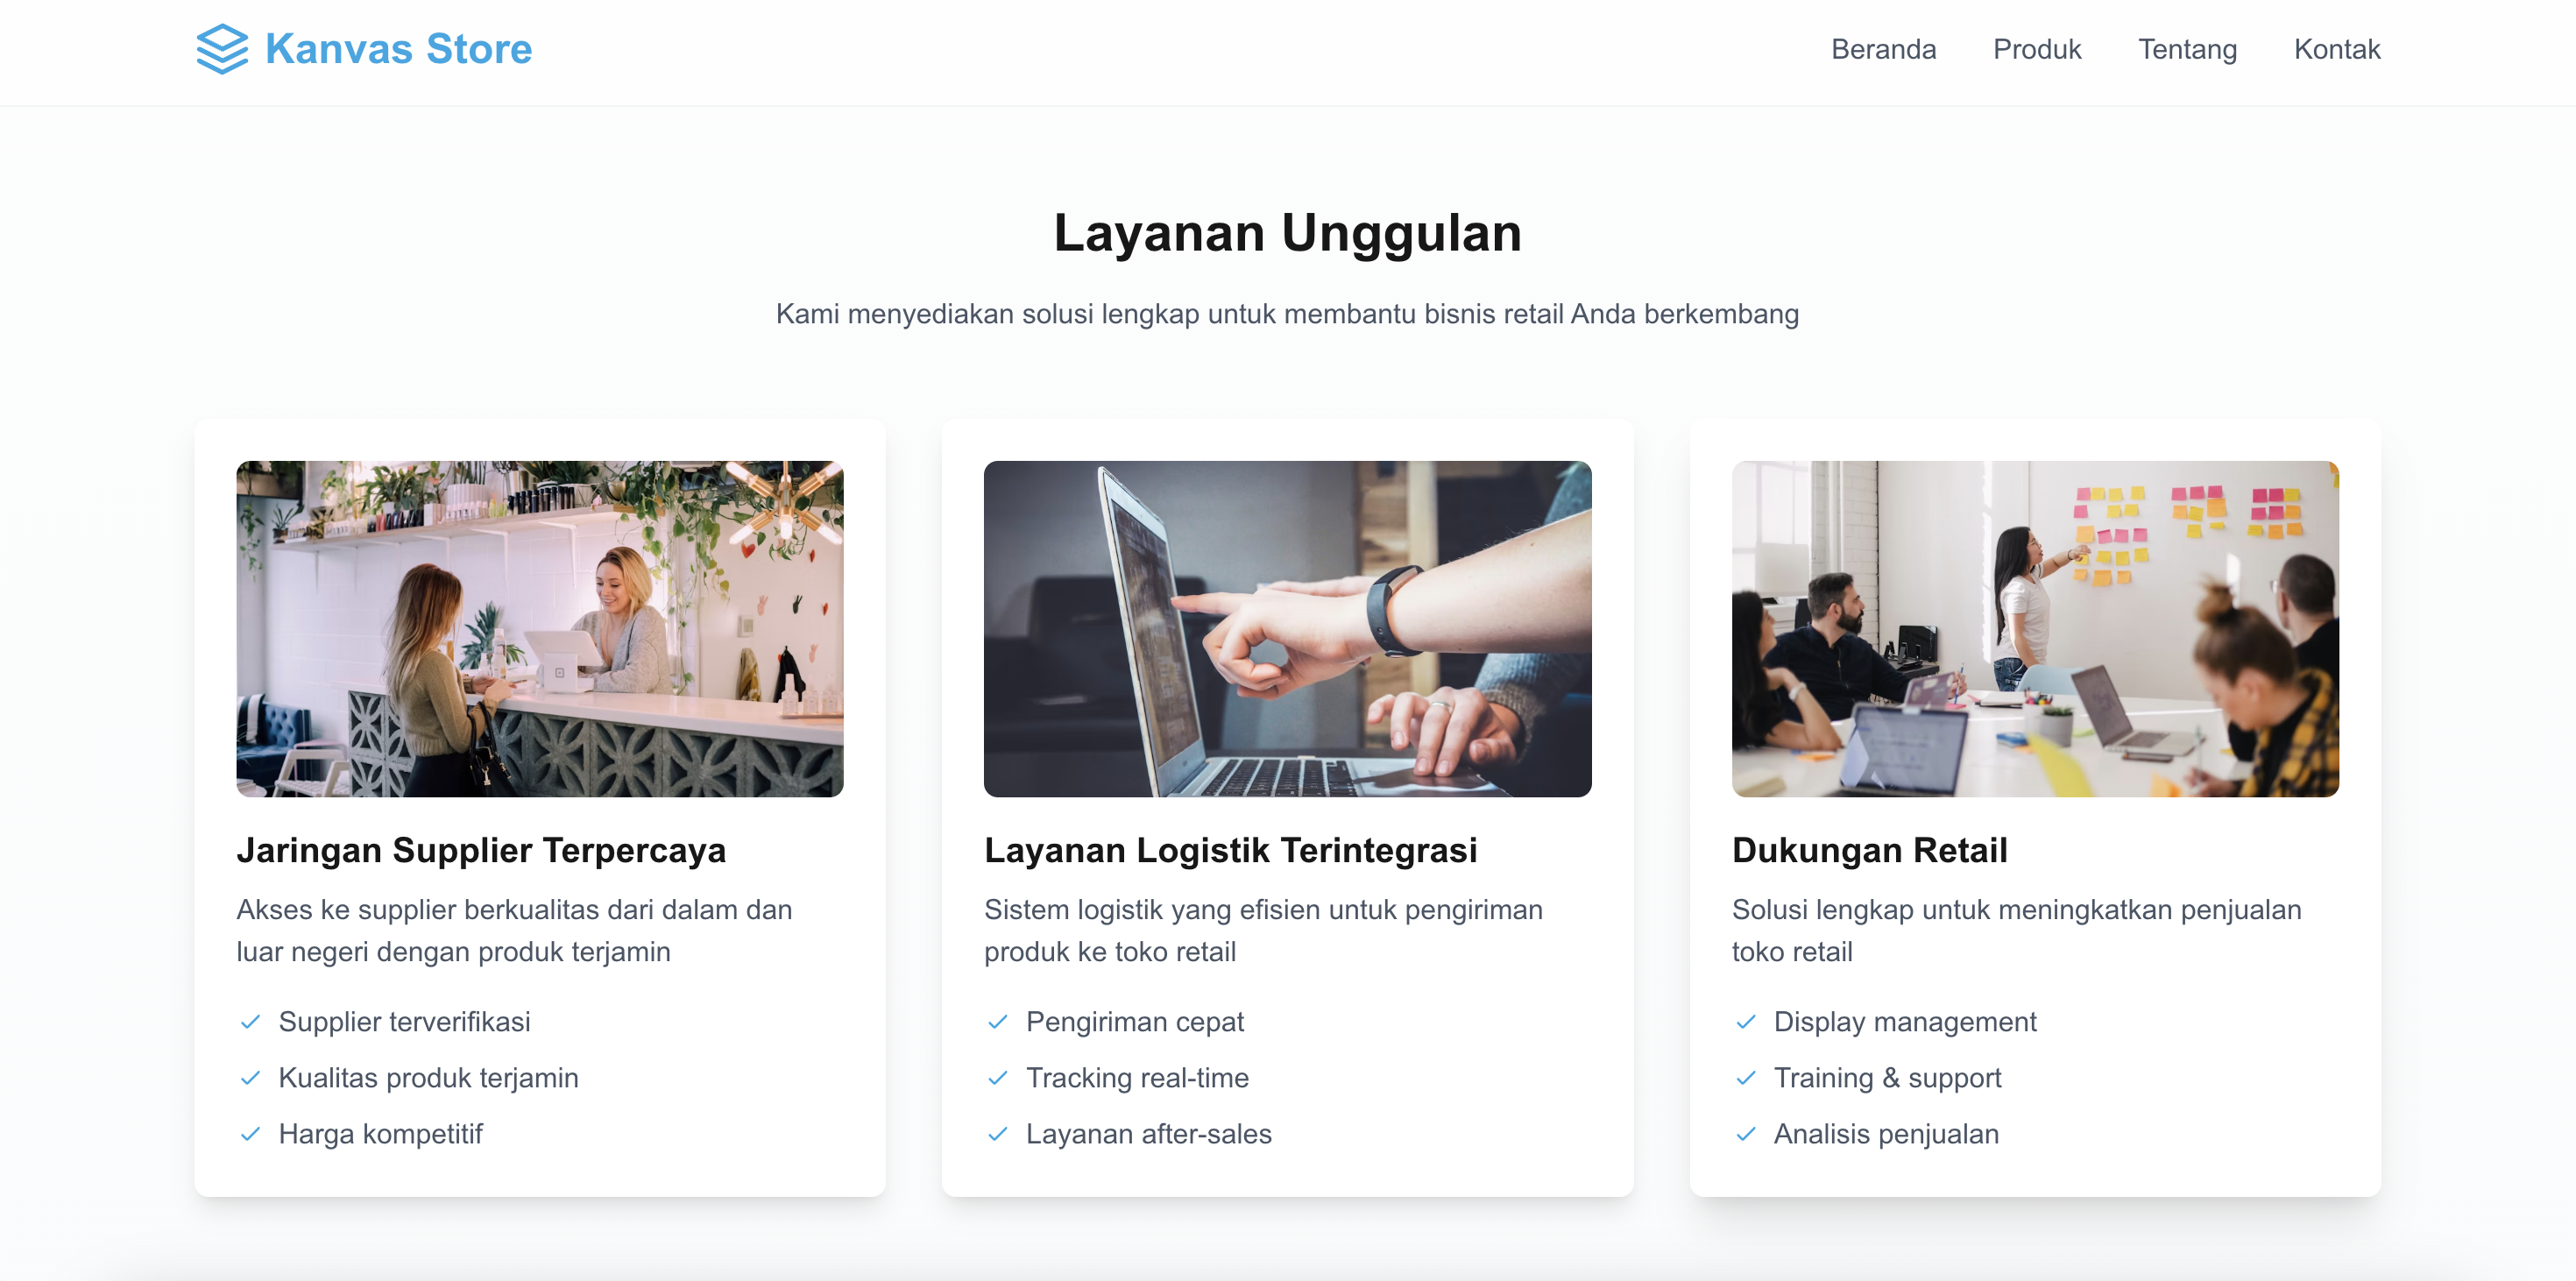 Kanvas Store
Beranda
Produk
Tentang
Kontak
Layanan Unggulan
Kami menyediakan solusi lengkap untuk membantu bisnis retail Anda berkembang
Jaringan Supplier Terpercaya
Akses ke supplier berkualitas dari dalam dan
luar negeri dengan produk terjamin
Supplier terverifikasi
Kualitas produk terjamin
Harga kompetitif
Layanan Logistik Terintegrasi
Sistem logistik yang efisien untuk pengiriman
produk ke toko retail
Pengiriman cepat
Tracking real-time
Layanan after-sales
Dukungan Retail
Solusi lengkap untuk meningkatkan penjualan
toko retail
Display management
Training & support
Analisis penjualan